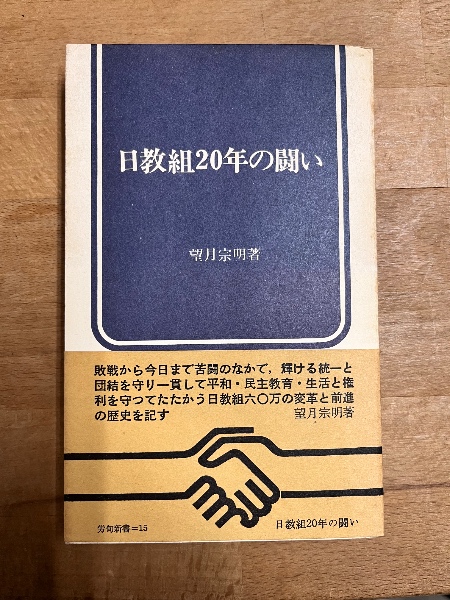 日教組20年の闘い
望月宗明著
敗戦から今日まで苦闘のなかで，輝ける統一と
団結を守り一貫して平和・民主教育・生活と権
利を守つてたたかう日教組六〇万の変革と前進
の歴史を記す 望月宗明著
労旬新書=15 日教組20年の闘い